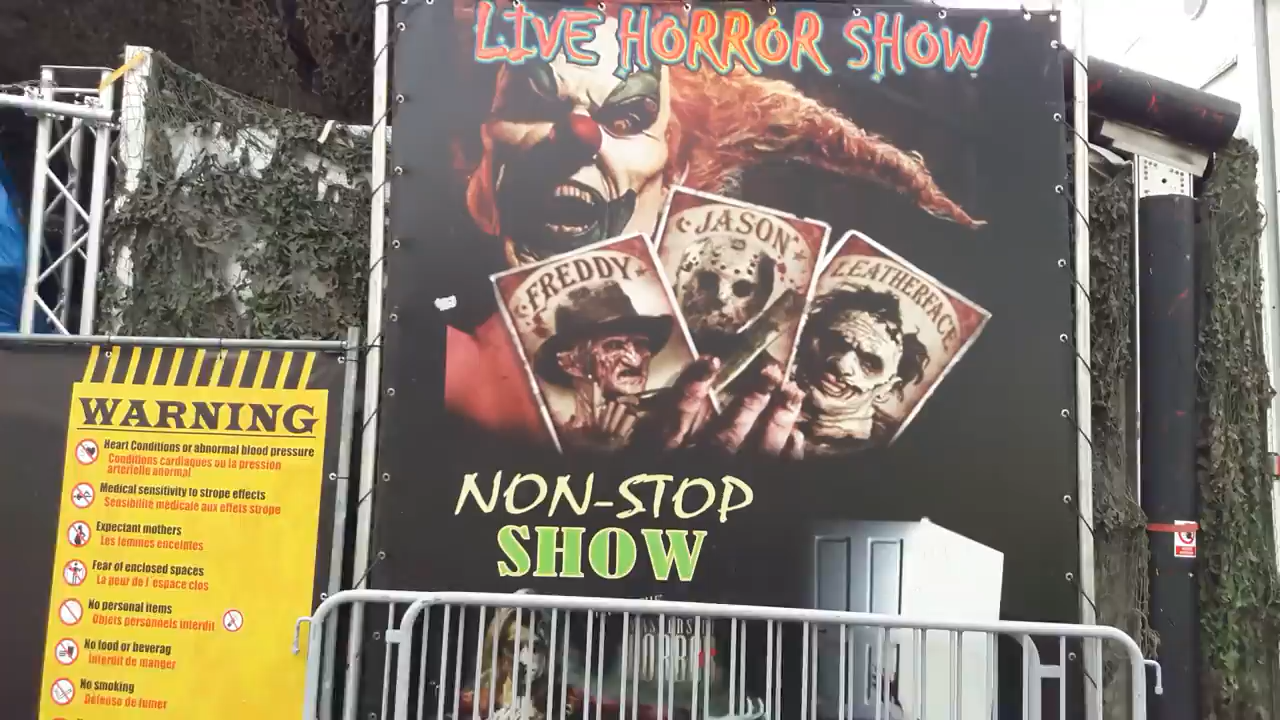 LIVE HORROR SHOW
FREDDY
JASON
LEATHERFACE
NON-STOP
SHOW
WARNING
Heart Conditions or abnormal blood pressure
Conditions cardiaques ou la pression
artérielle anormal
Medical sensitivity to strope effects
Sensibilité médicale aux effets strope
Expectant mothers
Les femmes enceintes
Fear of enclosed spaces
La peur de l'espace clos
No personal items
Objets personnels interdit
No food or beverag
Interdit de manger
No smoking
Défense de fumer